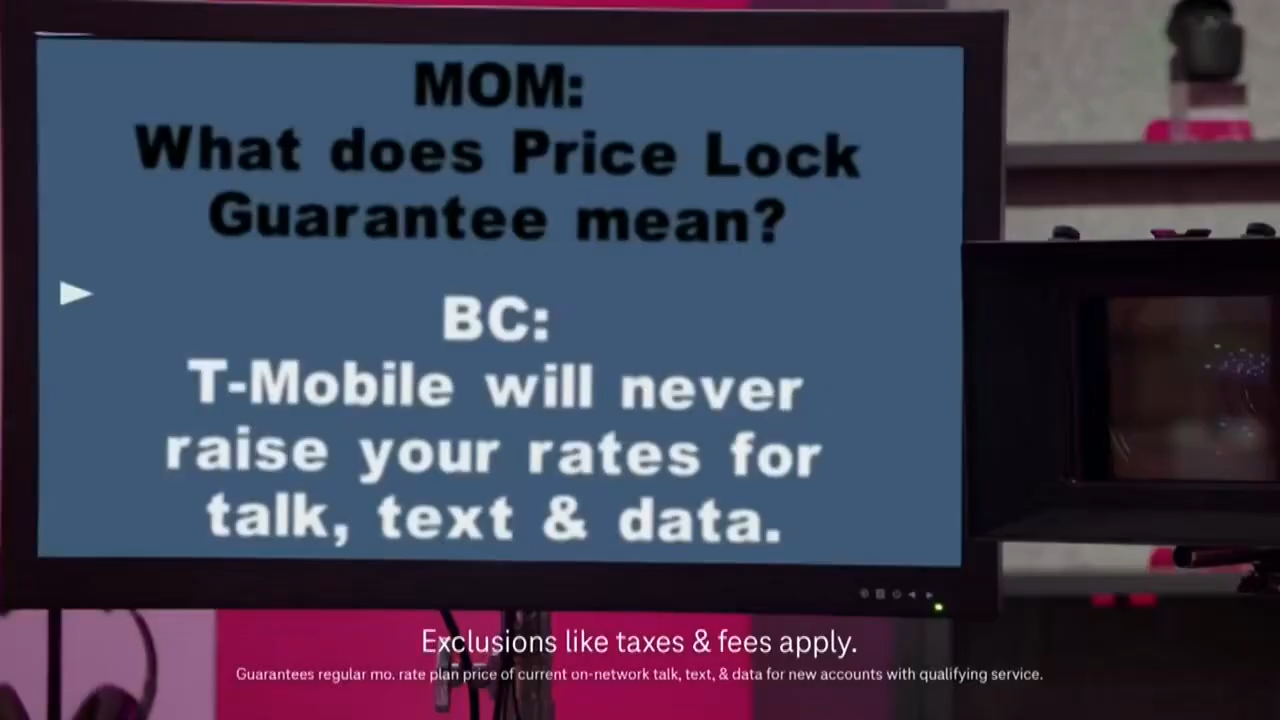 MOM:
What does Price Lock
Guarantee mean?
BC:
T-Mobile will never
raise your rates for
talk, text & data.
Exclusions like taxes & fees apply.
Guarantees regular mo. rate plan price of current on-network talk, text, & data for new accounts with qualifying service.